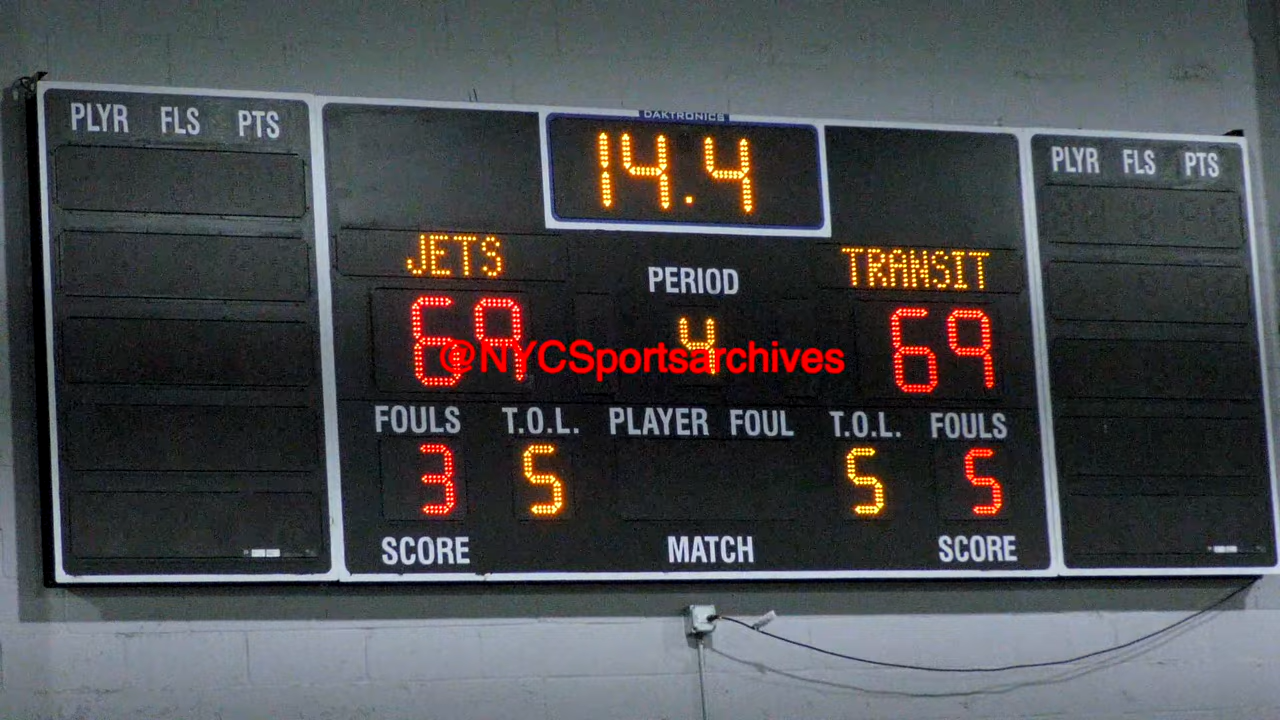 DAKTRONICS
PLYR FLS PTS
14.4
PLYR FLS PTS
JETS
PERIOD
TRANSIT
69
4
69
@NYCSportsarchives
FOULS T.O.L. PLAYER FOUL T.O.L. FOULS
3 5 5 5
SCORE MATCH SCORE